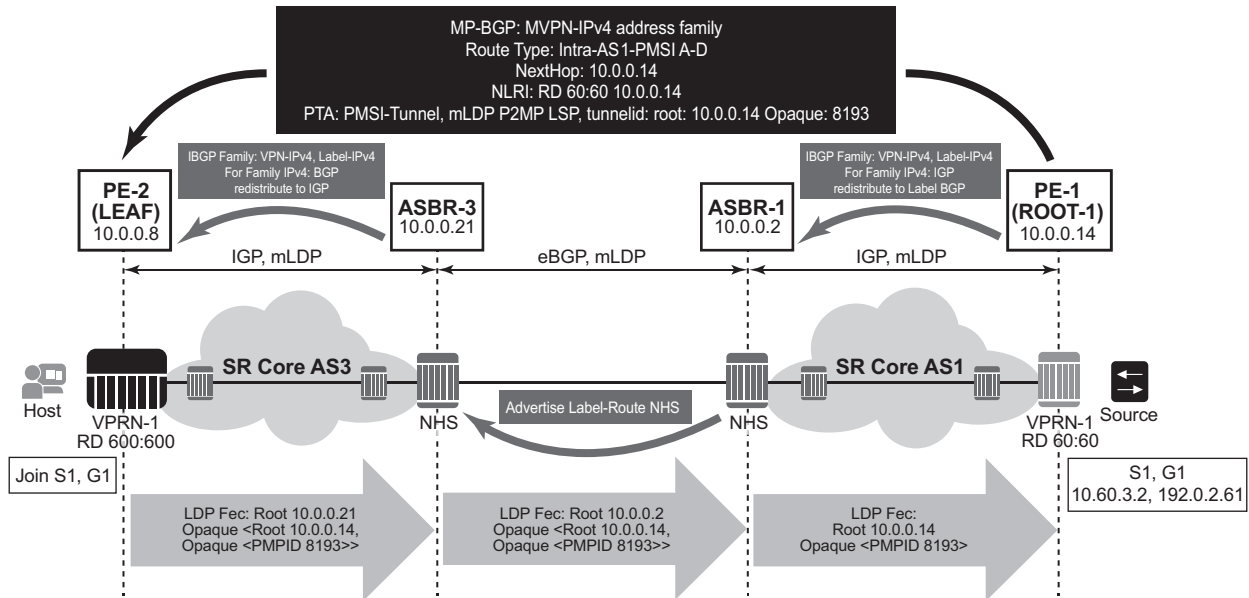 MP-BGP: MVPN-IPv4 address family
Route Type: Intra-AS1-PMSI A-D
NextHop: 10.0.0.14
NLRI: RD 60:60 10.0.0.14
PTA: PMSI-Tunnel, mLDP P2MP LSP, tunnelid: root: 10.0.0.14 Opaque: 8193
PE-2
(LEAF)
10.0.0.8
IBGP Family: VPN-IPv4, Label-IPv4
For Family IPv4: BGP
redistribute to IGP
ASBR-3
10.0.0.21
ASBR-1
10.0.0.2
IBGP Family: VPN-IPv4, Label-IPv4
For Family IPv4: IGP
redistribute to Label BGP
PE-1
(ROOT-1)
10.0.0.14
IGP, mLDP
eBGP, mLDP
IGP, mLDP
SR Core AS3
SR Core AS1
Host
VPRN-1
RD 600:600
NHS
Advertise Label-Route NHS
NHS
VPRN-1
RD 60:60
Source
Join S1, G1
S1, G1
10.60.3.2, 192.0.2.61
LDP Fec: Root 10.0.0.21
Opaque <Root 10.0.0.14,
Opaque <PMPID 8193>>
LDP Fec: Root 10.0.0.2
Opaque <Root 10.0.0.14,
Opaque <PMPID 8193>>
LDP Fec:
Root 10.0.0.14
Opaque <PMPID 8193>